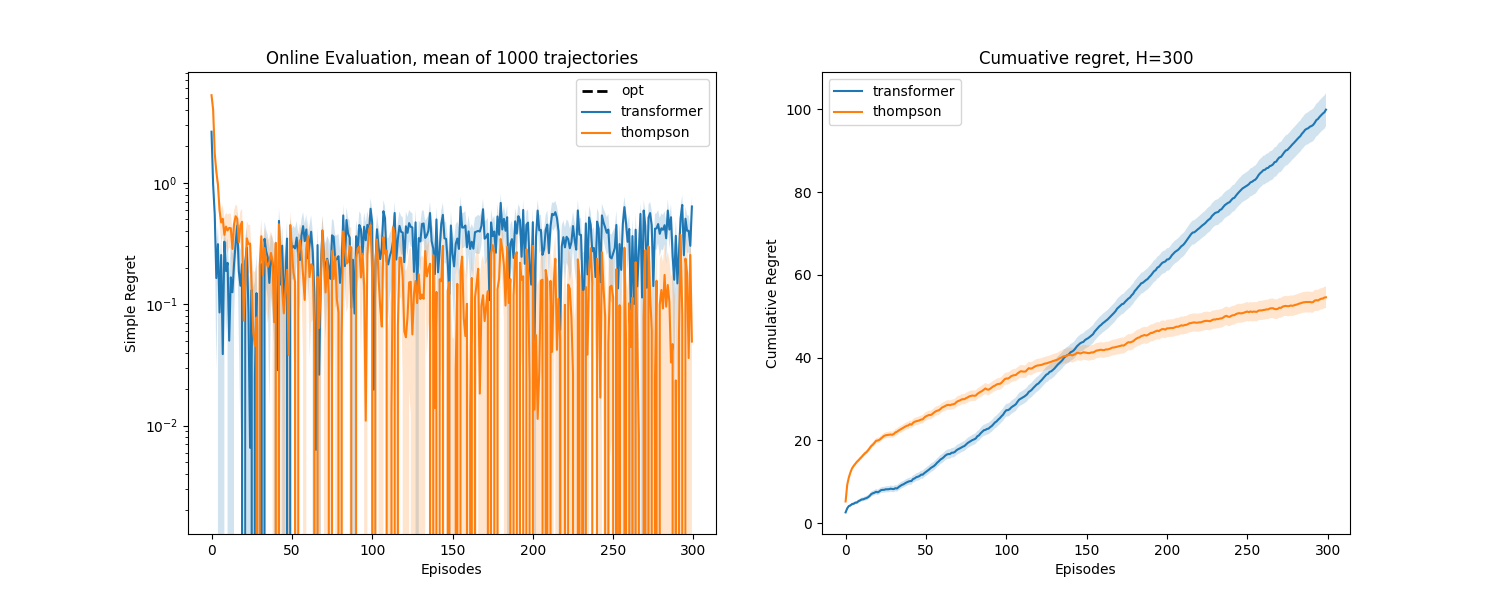 Online Evaluation, mean of 1000 trajectories
Simple Regret
10^0
10^-1
10^-2
opt
transformer
thompson
0 50 100 150 200 250 300
Episodes
Cumuative regret, H=300
Cumulative Regret
100
80
60
40
20
0
transformer
thompson
0 50 100 150 200 250 300
Episodes